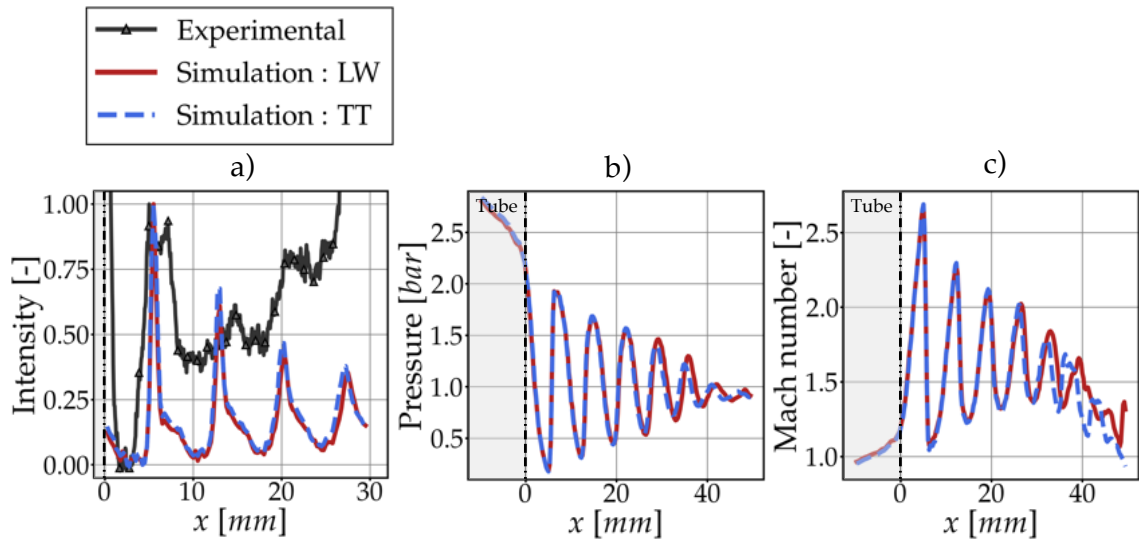 Experimental
Simulation : LW
Simulation : TT
a)
Intensity [-]
1.00
0.75
0.50
0.25
0.00
0 10 20 30
x [mm]
b)
Tube
Pressure [bar]
2.5
2.0
1.5
1.0
0.5
0 20 40
x [mm]
c)
Tube
Mach number [-]
2.5
2.0
1.5
1.0
0 20 40
x [mm]